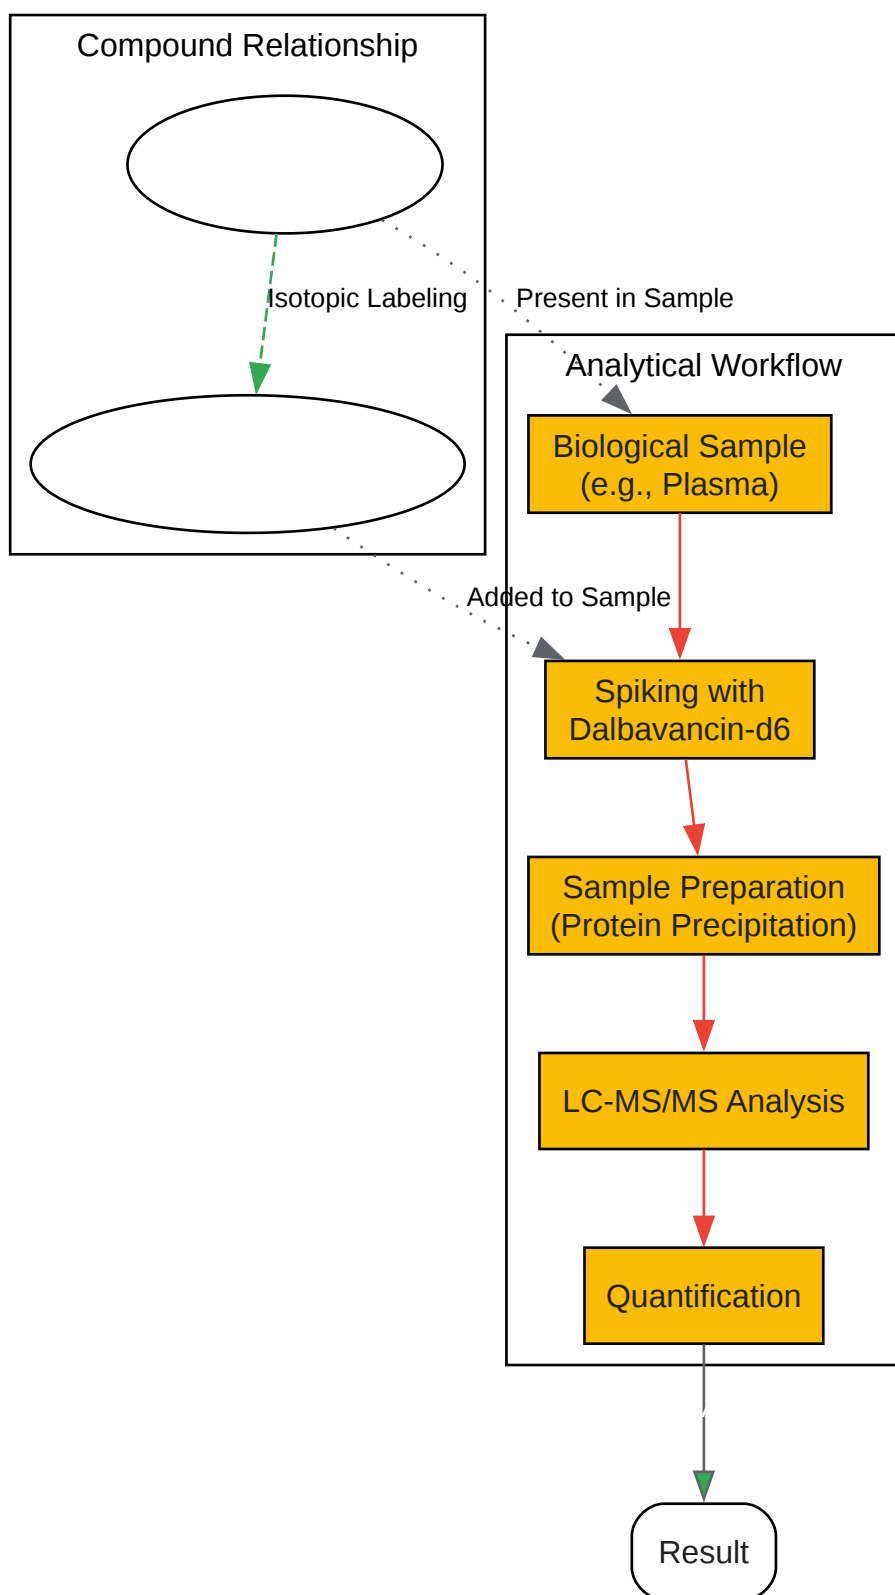 Compound Relationship
Isotopic Labeling
Present in Sample
Analytical Workflow
Biological Sample
(e.g., Plasma)
Added to Sample
Spiking with
Dalbavancin-d6
Sample Preparation
(Protein Precipitation)
LC-MS/MS Analysis
Quantification
Result